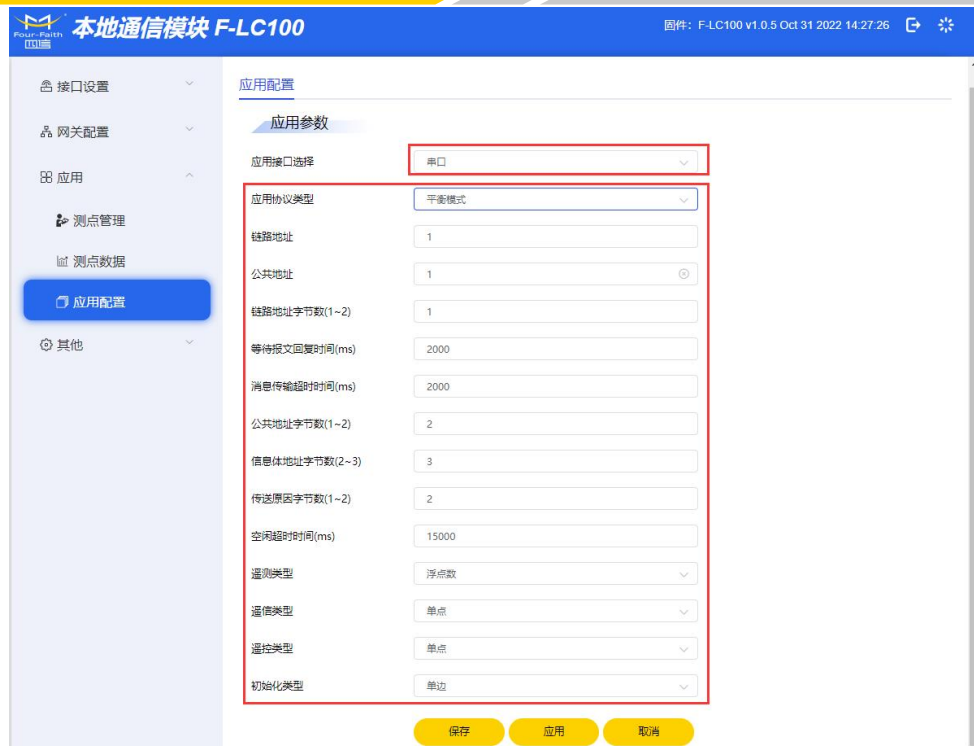 Four-Faith
四信
本地通信模块 F-LC100
固件：F-LC100 v1.0.5 Oct 31 2022 14:27:26
接口设置
网关配置
应用
测点管理
测点数据
应用配置
其他
应用配置
应用参数
应用接口选择 串口
应用协议类型 平衡模式
链路地址 1
公共地址 1
链路地址字节数(1~2) 1
等待报文回复时间(ms) 2000
消息传输超时时间(ms) 2000
公共地址字节数(1~2) 2
信息体地址字节数(2~3) 3
传送原因字节数(1~2) 2
空闲超时时间(ms) 15000
遥测类型 浮点数
遥信类型 单点
遥控类型 单点
初始化类型 单边
保存 应用 取消